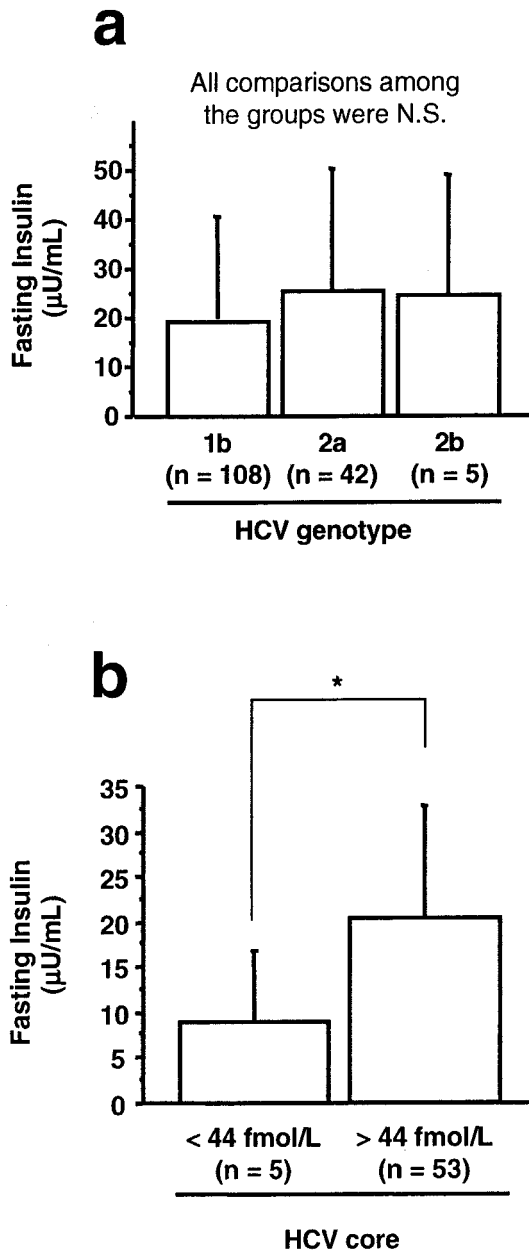 a
All comparisons among
the groups were N.S.
Fasting Insulin
(μU/mL)
50
40
30
20
10
0
1b
2a
2b
(n = 108)
(n = 42)
(n = 5)
HCV genotype
b
*
Fasting Insulin
(μU/mL)
35
30
25
20
15
10
5
0
< 44 fmol/L
> 44 fmol/L
(n = 5)
(n = 53)
HCV core